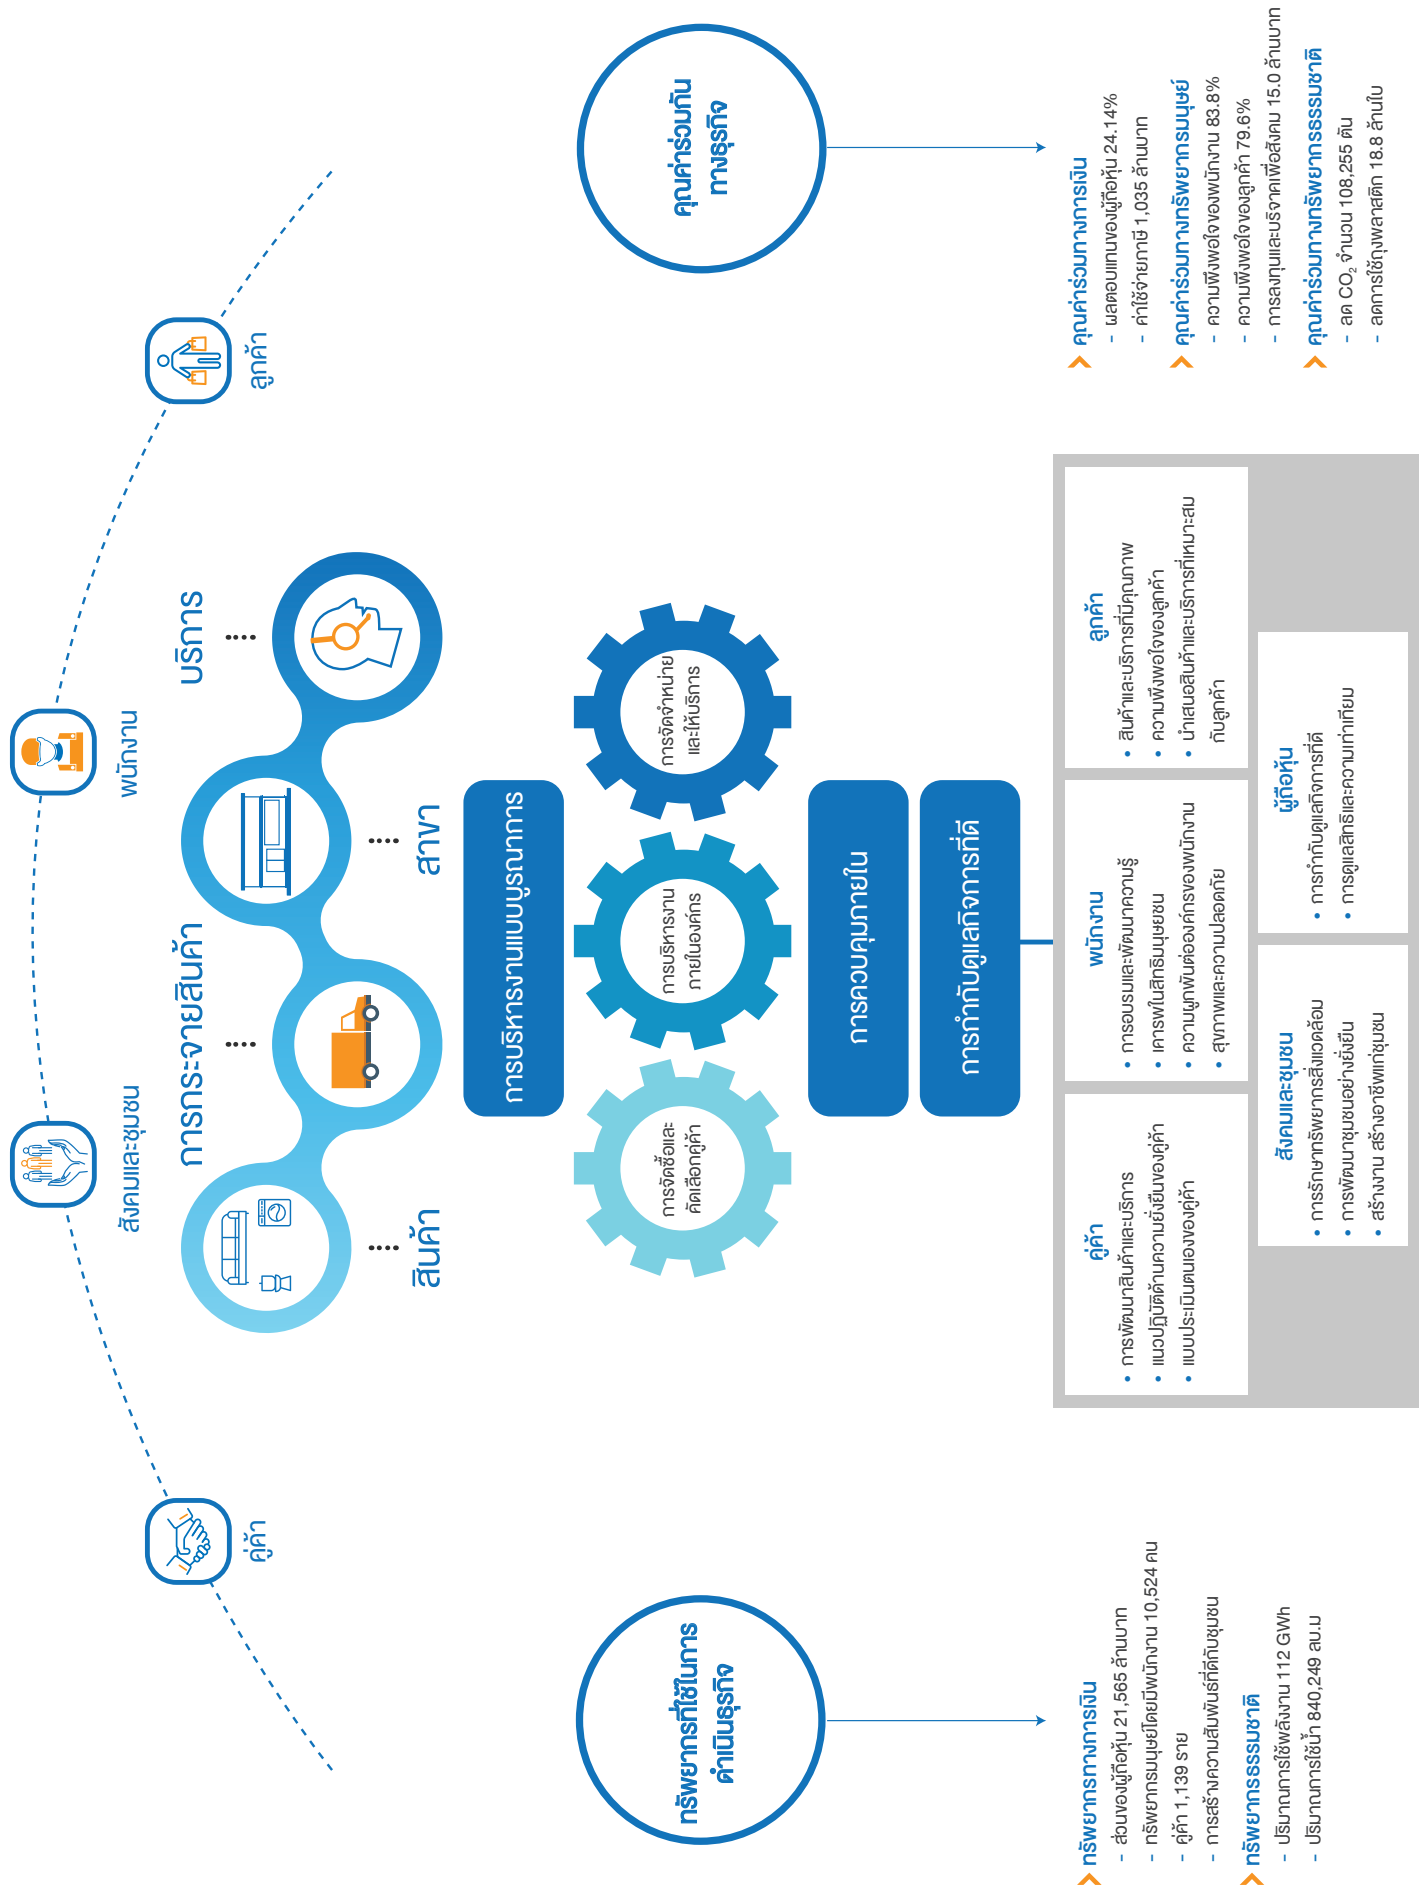 คู่ค้า
สังคมและชุมชน
พนักงาน
ลูกค้า
สินค้า
การกระจายสินค้า
สาขา
บริการ
การบริหารงานแบบบูรณาการ
การจัดซื้อและ
คัดเลือกคู่ค้า
การบริหารงาน
ภายในองค์กร
การจัดจำหน่าย
และให้บริการ
การควบคุมภายใน
การกำกับดูแลกิจการที่ดี
ทรัพยากรที่ใช้ในการ
ดำเนินธุรกิจ
ทรัพยากรทางการเงิน
- ส่วนของผู้ถือหุ้น 21,565 ล้านบาท
- ทรัพยากรมนุษย์โดยมีพนักงาน 10,524 คน
- คู่ค้า 1,139 ราย
- การสร้างความสัมพันธ์ที่ดีกับชุมชน
ทรัพยากรธรรมชาติ
- ปริมาณการใช้พลังงาน 112 GWh
- ปริมาณการใช้น้ำ 840,249 ลบ.ม
คู่ค้า
• การพัฒนาสินค้าและบริการ
• แนวปฏิบัติด้านความยั่งยืนของคู่ค้า
• แบบประเมินตนเองของคู่ค้า
พนักงาน
• การอบรมและพัฒนาความรู้
• เคารพในสิทธิมนุษยชน
• ความผูกพันต่อองค์กรของพนักงาน
• สุขภาพและความปลอดภัย
ลูกค้า
• สินค้าและบริการที่มีคุณภาพ
• ความพึงพอใจของลูกค้า
• นำเสนอสินค้าและบริการที่เหมาะสม
กับลูกค้า
สังคมและชุมชน
• การรักษาทรัพยากรสิ่งแวดล้อม
• การพัฒนาชุมชนอย่างยั่งยืน
• สร้างงาน สร้างอาชีพแก่ชุมชน
ผู้ถือหุ้น
• การกำกับดูแลกิจการที่ดี
• การดูแลสิทธิและความเท่าเทียม
คุณค่าร่วมกัน
ทางธุรกิจ
คุณค่าร่วมทางการเงิน
- ผลตอบแทนของผู้ถือหุ้น 24.14%
- ค่าใช้จ่ายภาษี 1,035 ล้านบาท
คุณค่าร่วมทางทรัพยากรมนุษย์
- ความพึงพอใจของพนักงาน 83.8%
- ความพึงพอใจของลูกค้า 79.6%
- การลงทุนและบริจาคเพื่อสังคม 15.0 ล้านบาท
คุณค่าร่วมทางทรัพยากรธรรมชาติ
- ลด CO₂ จำนวน 108,255 ตัน
- ลดการใช้ถุงพลาสติก 18.8 ล้านใบ